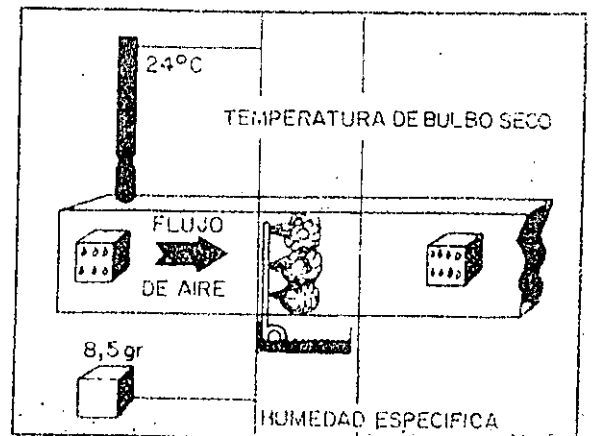 24°C
TEMPERATURA DE BULBO SECO
FLUJO
DE AIRE
8,5 gr
HUMEDAD ESPECIFICA